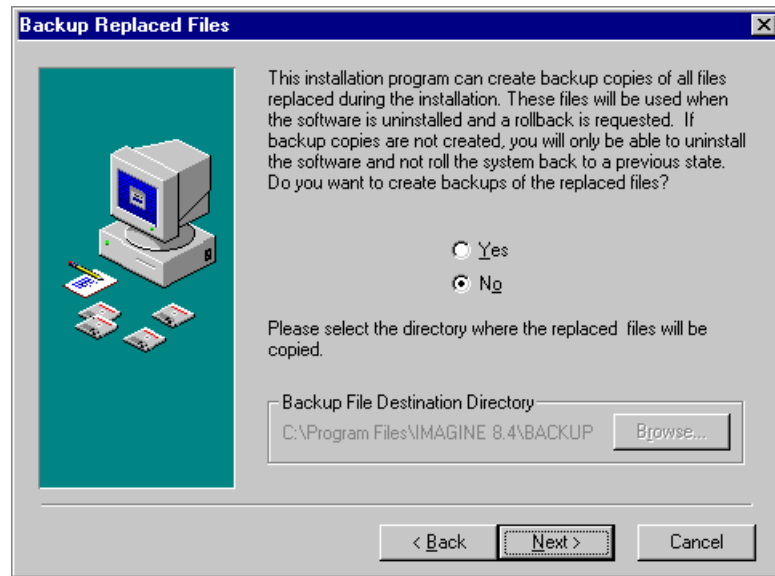 Backup Replaced Files
This installation program can create backup copies of all files
replaced during the installation. These files will be used when
the software is uninstalled and a rollback is requested.  If
backup copies are not created, you will only be able to uninstall
the software and not roll the system back to a previous state.
Do you want to create backups of the replaced files?
Yes
No
Please select the directory where the replaced  files will be
copied.
Backup File Destination Directory
C:\Program Files\IMAGINE 8.4\BACKUP
Browse...
< Back
Next >
Cancel